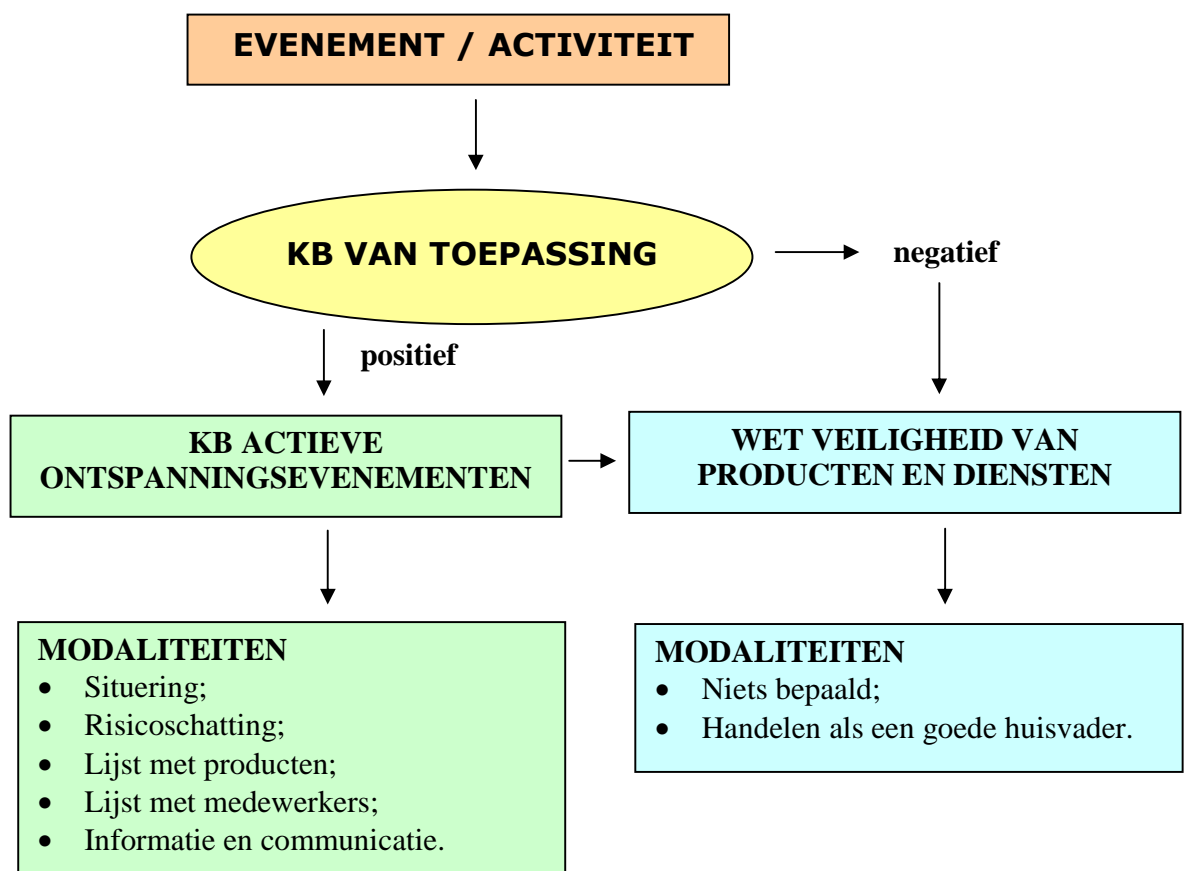 EVENEMENT / ACTIVITEIT
KB VAN TOEPASSING
negatief
positief
KB ACTIEVE
ONTSPANNINGSEVENEMENTEN
WET VEILIGHEID VAN
PRODUCTEN EN DIENSTEN
MODALITEITEN
• Situering;
• Risicoschatting;
• Lijst met producten;
• Lijst met medewerkers;
• Informatie en communicatie.
MODALITEITEN
• Niets bepaald;
• Handelen als een goede huisvader.